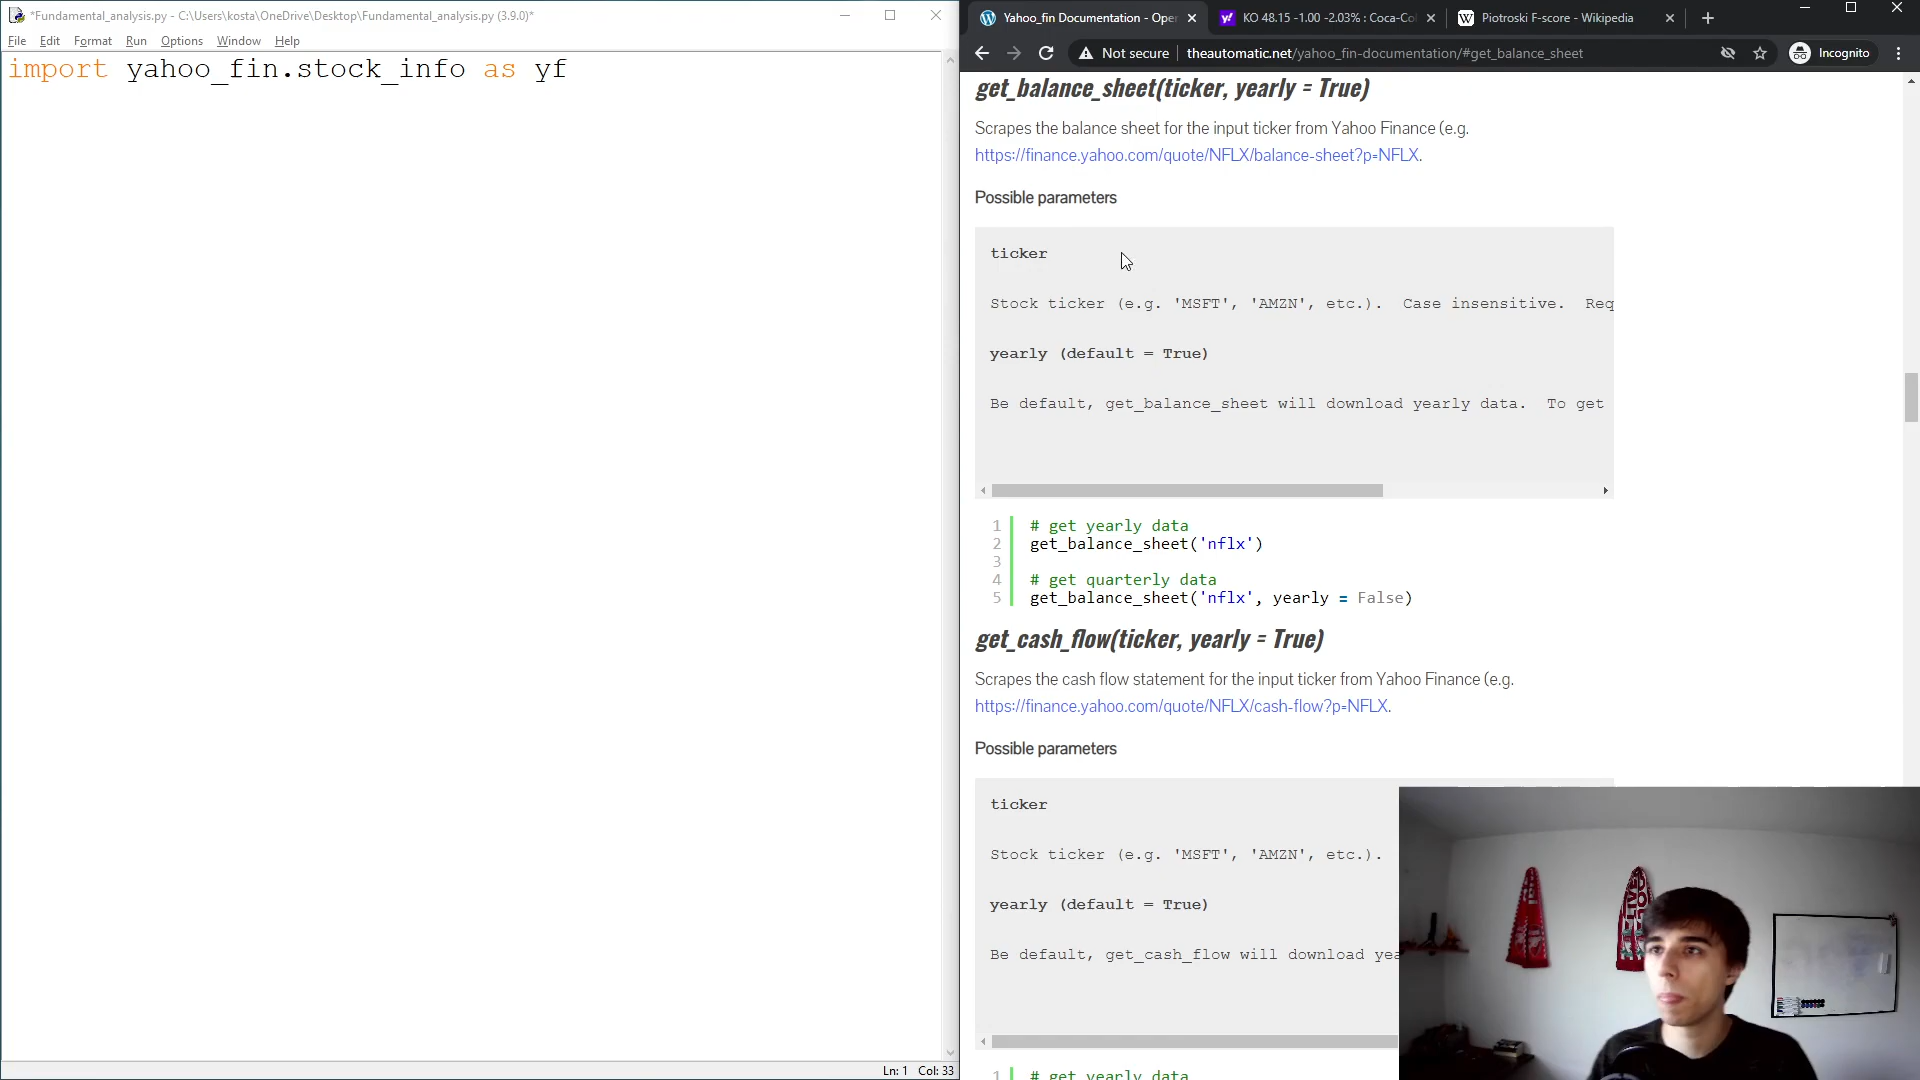 *Fundamental_analysis.py - C:\Users\kosta\OneDrive\Desktop\Fundamental_analysis.py (3.9.0)*
File Edit Format Run Options Window Help
import yahoo_fin.stock_info as yf
Ln: 1 Col: 33
Yahoo_fin Documentation - Ope
KO 48.15 -1.00 -2.03% : Coca-Co
Piotroski F-score - Wikipedia
Not secure theautomatic.net/yahoo_fin-documentation/#get_balance_sheet Incognito
get_balance_sheet(ticker, yearly = True)
Scrapes the balance sheet for the input ticker from Yahoo Finance (e.g.
https://finance.yahoo.com/quote/NFLX/balance-sheet?p=NFLX.
Possible parameters
ticker
Stock ticker (e.g. 'MSFT', 'AMZN', etc.). Case insensitive. Req
yearly (default = True)
Be default, get_balance_sheet will download yearly data. To get
1 # get yearly data
2 get_balance_sheet('nflx')
3
4 # get quarterly data
5 get_balance_sheet('nflx', yearly = False)
get_cash_flow(ticker, yearly = True)
Scrapes the cash flow statement for the input ticker from Yahoo Finance (e.g.
https://finance.yahoo.com/quote/NFLX/cash-flow?p=NFLX.
Possible parameters
ticker
Stock ticker (e.g. 'MSFT', 'AMZN', etc.).
yearly (default = True)
Be default, get_cash_flow will download yea
1 # get yearly data